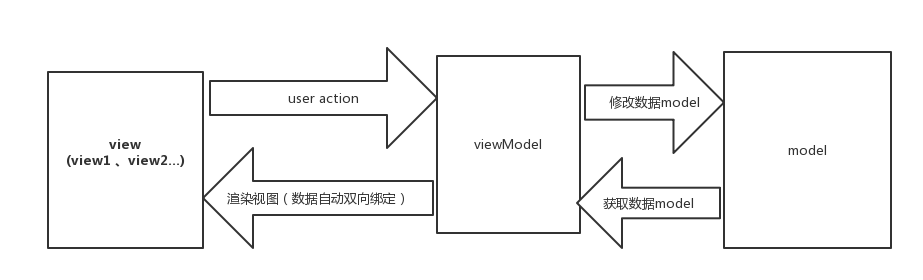 view
(view1 、view2...)
user action
渲染视图（数据自动双向绑定）
viewModel
修改数据model
获取数据model
model